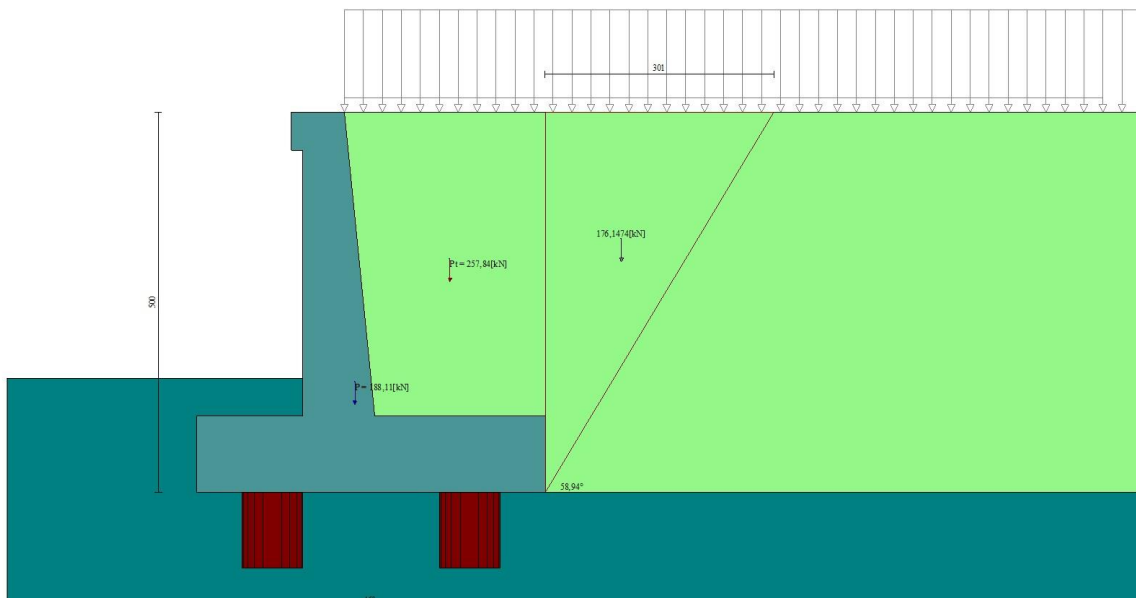 301
176,1474[kN]
Pt = 257,84[kN]
500
P = 188,11[kN]
58,94°